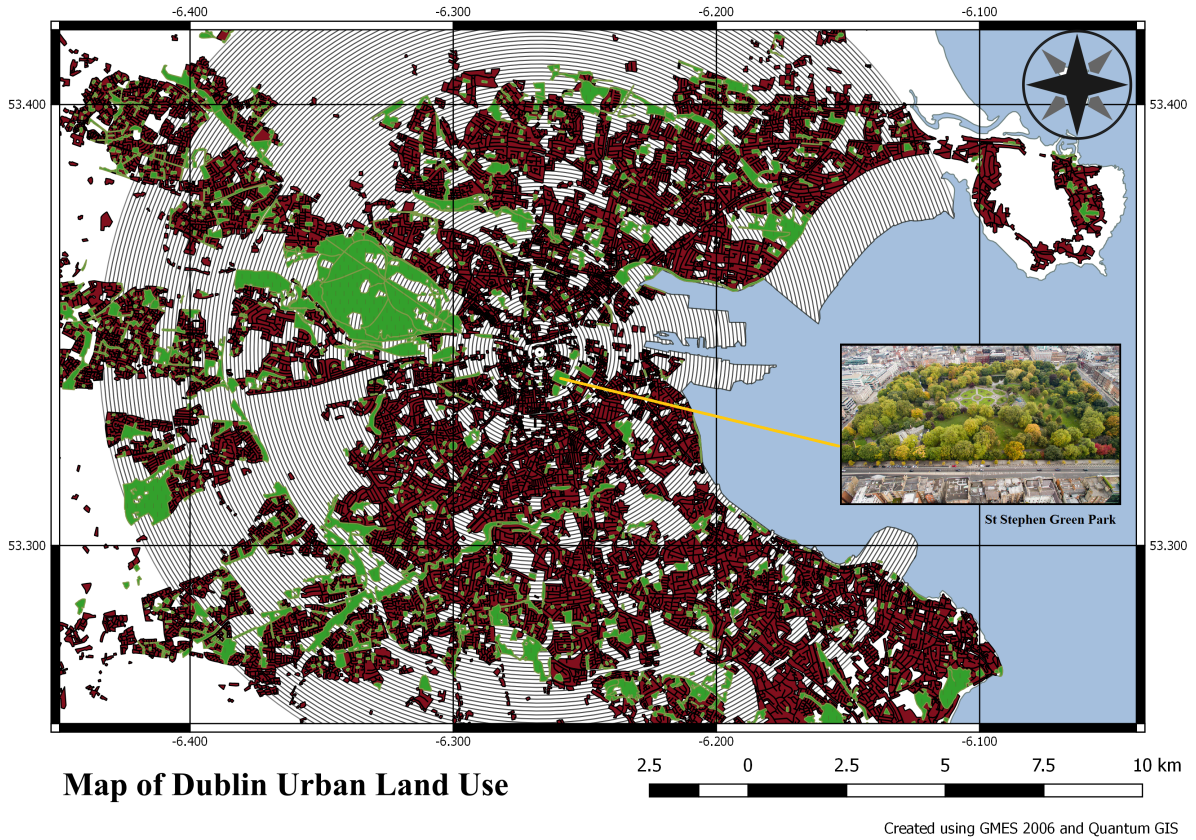 -6.400 -6.300 -6.200 -6.100
53.400 53.400
St Stephen Green Park
53.300 53.300
-6.400 -6.300 -6.200 -6.100
Map of Dublin Urban Land Use
2.5 0 2.5 5 7.5 10 km
Created using GMES 2006 and Quantum GIS